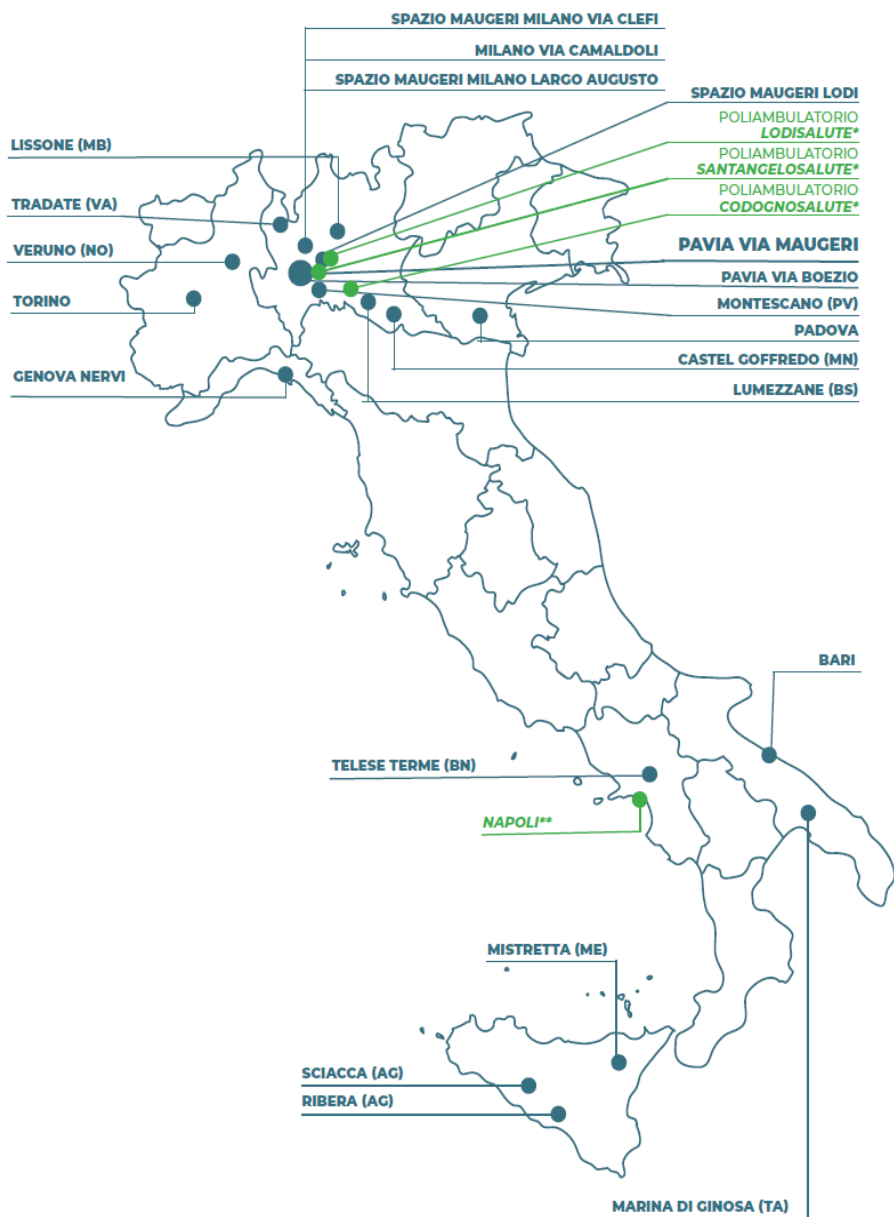 SPAZIO MAUGERI MILANO VIA CLEFI
MILANO VIA CAMALDOLI
SPAZIO MAUGERI MILANO LARGO AUGUSTO
SPAZIO MAUGERI LODI
POLIAMBULATORIO
LODISALUTE*
POLIAMBULATORIO
SANTANGELOSALUTE*
POLIAMBULATORIO
CODOGNOSALUTE*
LISSONE (MB)
TRADATE (VA)
VERUNO (NO)
TORINO
GENOVA NERVI
PAVIA VIA MAUGERI
PAVIA VIA BOEZIO
MONTESCANO (PV)
PADOVA
CASTEL GOFFREDO (MN)
LUMEZZANE (BS)
BARI
TELESE TERME (BN)
NAPOLI**
MISTRETTA (ME)
SCIACCA (AG)
RIBERA (AG)
MARINA DI GINOSA (TA)